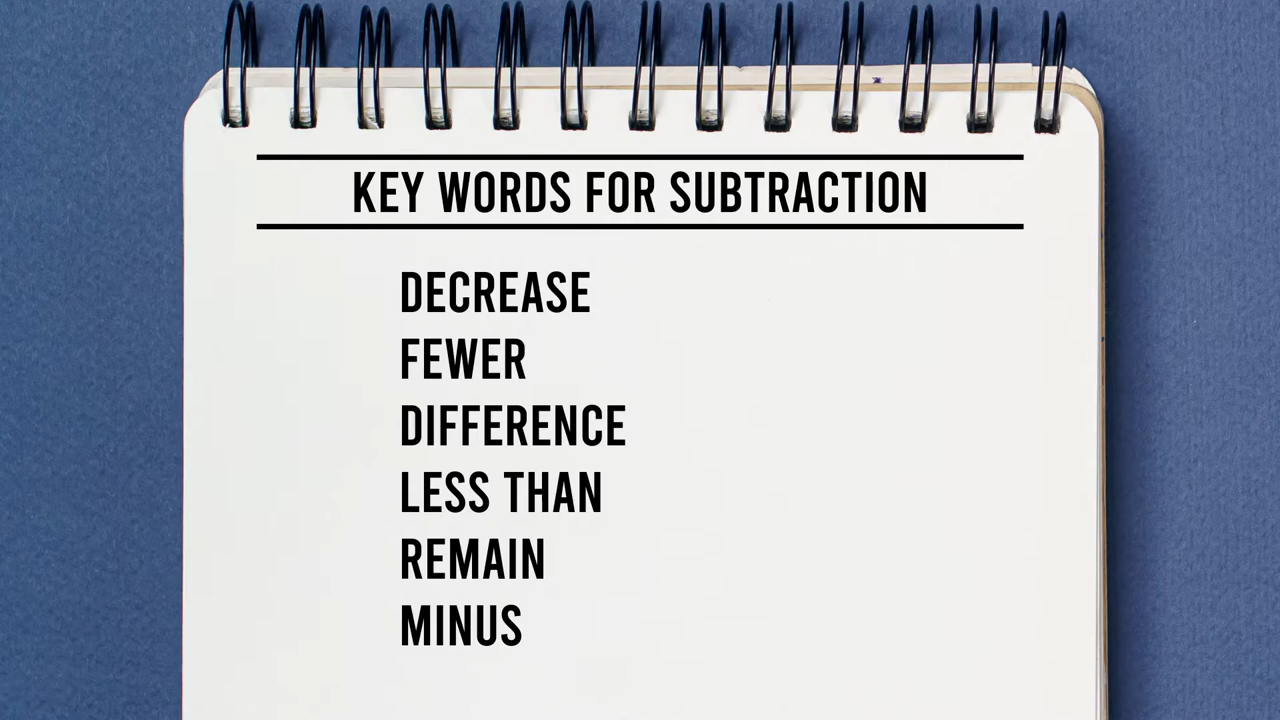 KEY WORDS FOR SUBTRACTION
DECREASE
FEWER
DIFFERENCE
LESS THAN
REMAIN
MINUS